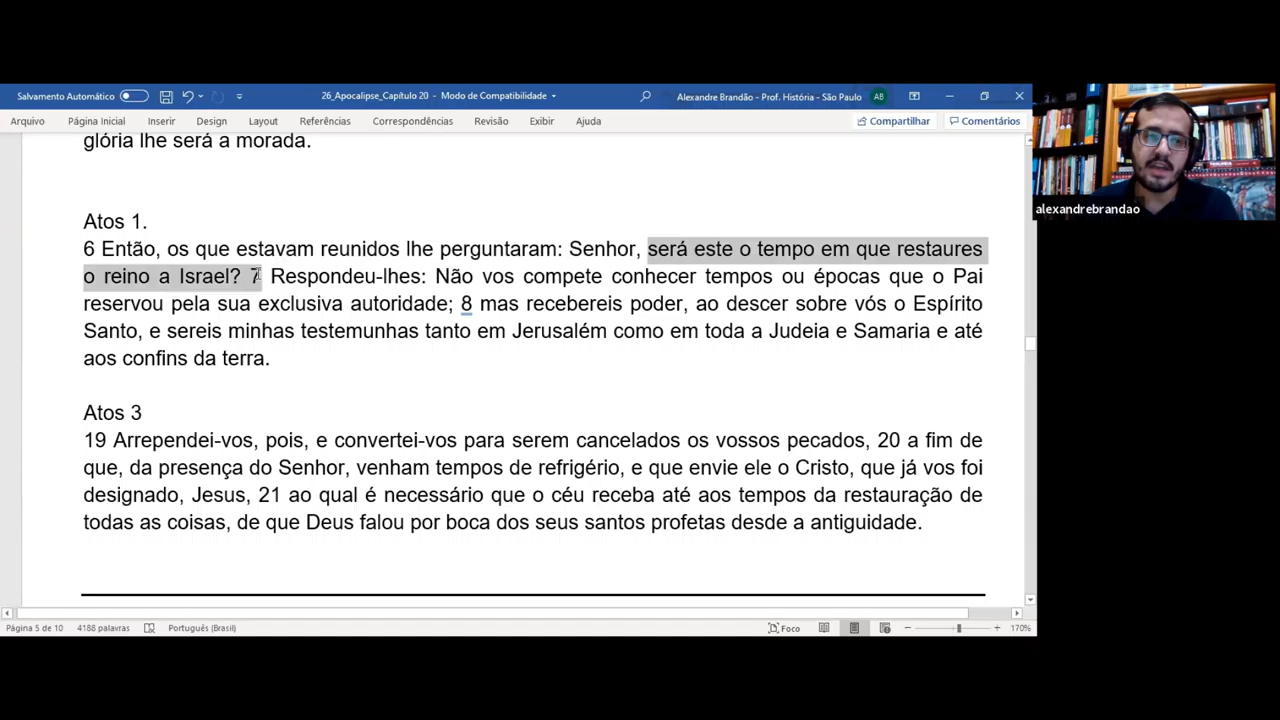 Salvamento Automático
26_Apocalipse_Capítulo 20 - Modo de Compatibilidade
Alexandre Brandão - Prof. História - São Paulo AB
Arquivo Página Inicial Inserir Design Layout Referências Correspondências Revisão Exibir Ajuda Compartilhar Comentários
glória lhe será a morada.
alexandrebrandao
Atos 1.
6 Então, os que estavam reunidos lhe perguntaram: Senhor, será este o tempo em que restaures
o reino a Israel? 7 Respondeu-lhes: Não vos compete conhecer tempos ou épocas que o Pai
reservou pela sua exclusiva autoridade; 8 mas recebereis poder, ao descer sobre vós o Espírito
Santo, e sereis minhas testemunhas tanto em Jerusalém como em toda a Judeia e Samaria e até
aos confins da terra.
Atos 3
19 Arrependei-vos, pois, e convertei-vos para serem cancelados os vossos pecados, 20 a fim de
que, da presença do Senhor, venham tempos de refrigério, e que envie ele o Cristo, que já vos foi
designado, Jesus, 21 ao qual é necessário que o céu receba até aos tempos da restauração de
todas as coisas, de que Deus falou por boca dos seus santos profetas desde a antiguidade.
Página 5 de 10 4188 palavras Português (Brasil) Foco 170%